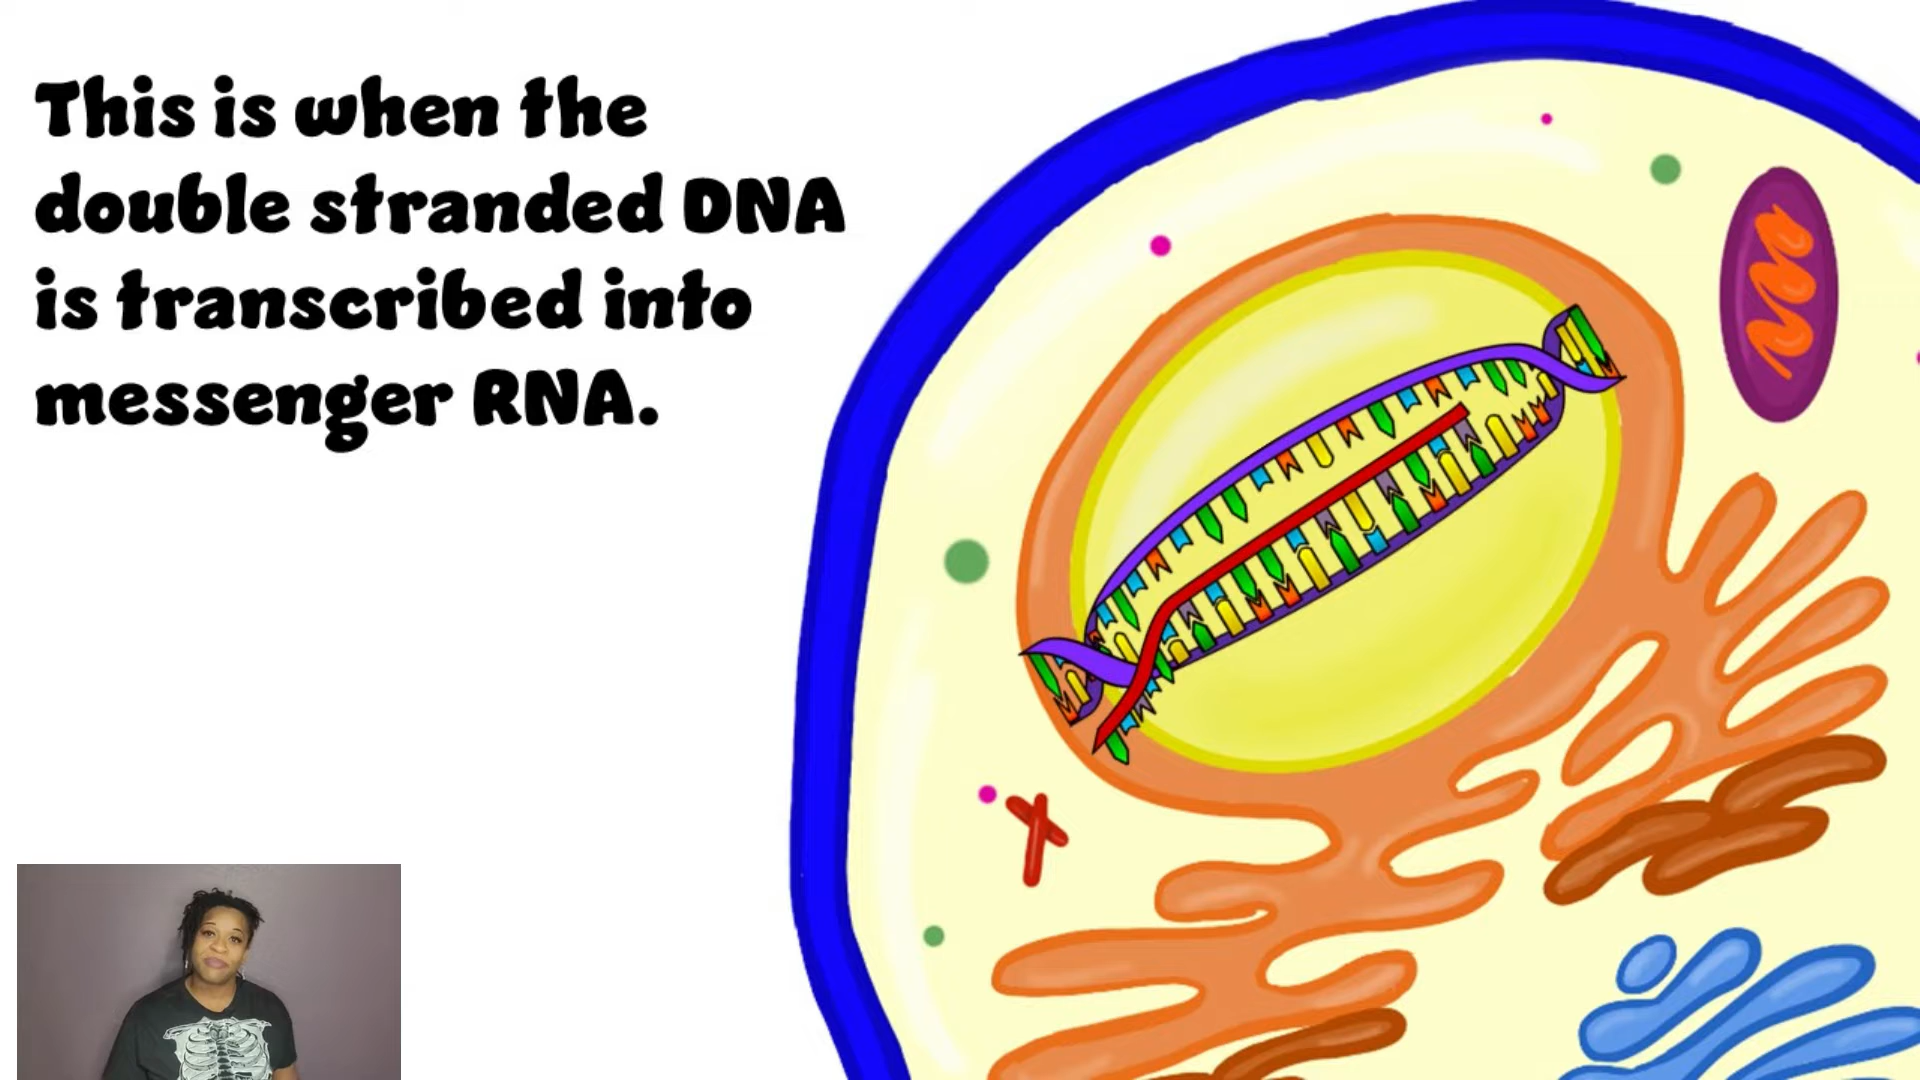 This is when the
double stranded DNA
is transcribed into
messenger RNA.